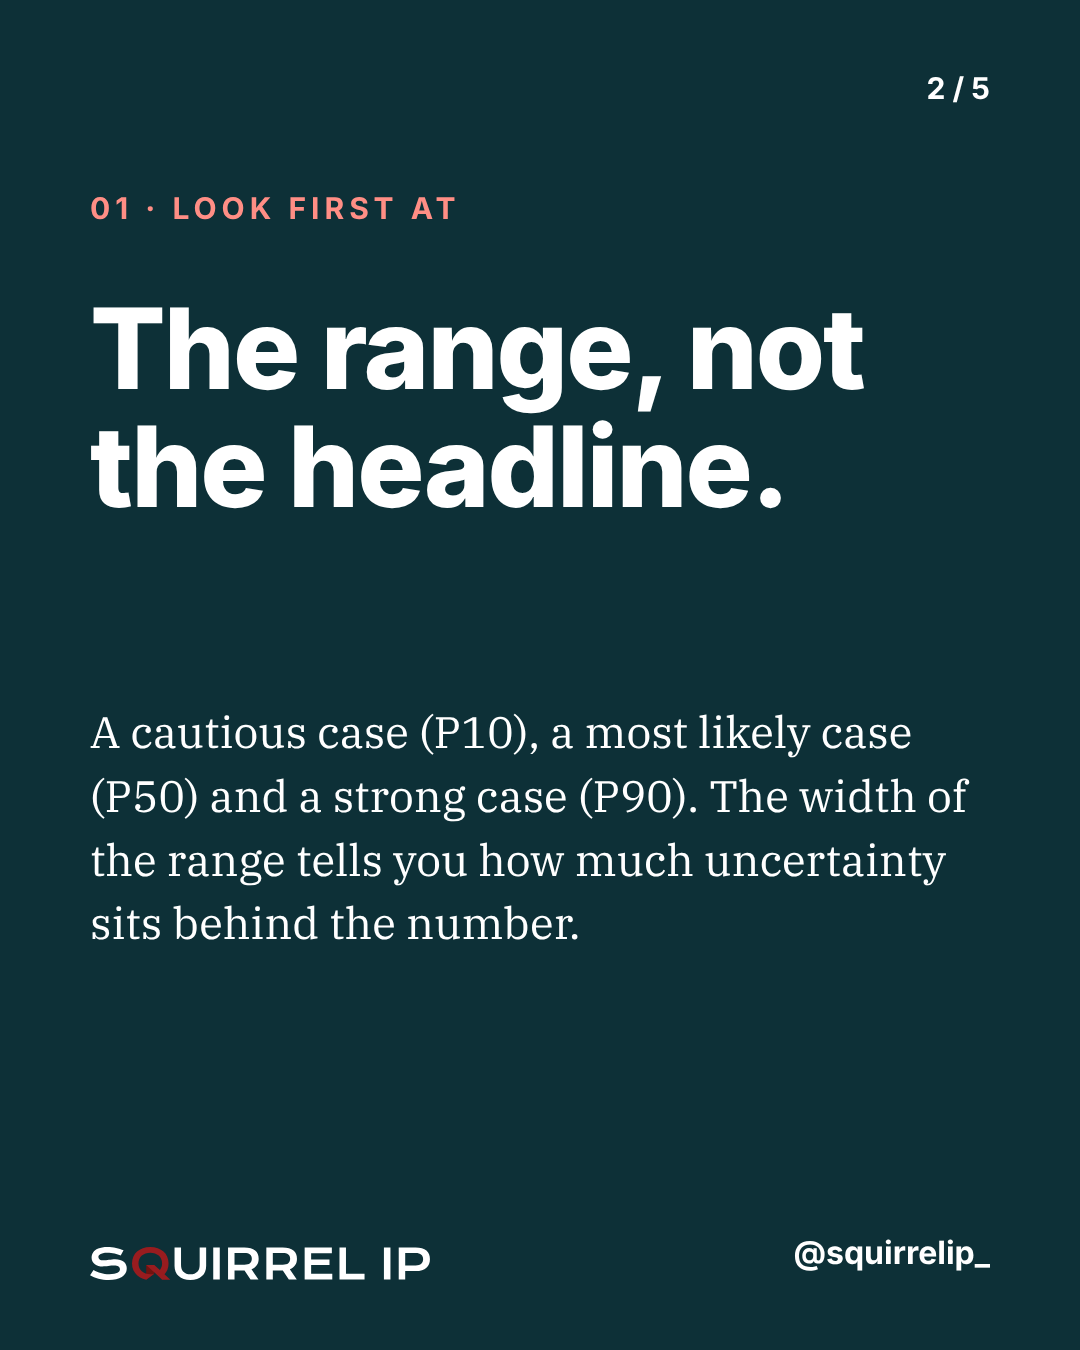 2 / 5
01 · LOOK FIRST AT
The range, not
the headline.
A cautious case (P10), a most likely case
(P50) and a strong case (P90). The width of
the range tells you how much uncertainty
sits behind the number.
SQUIRREL IP
@squirrelip_